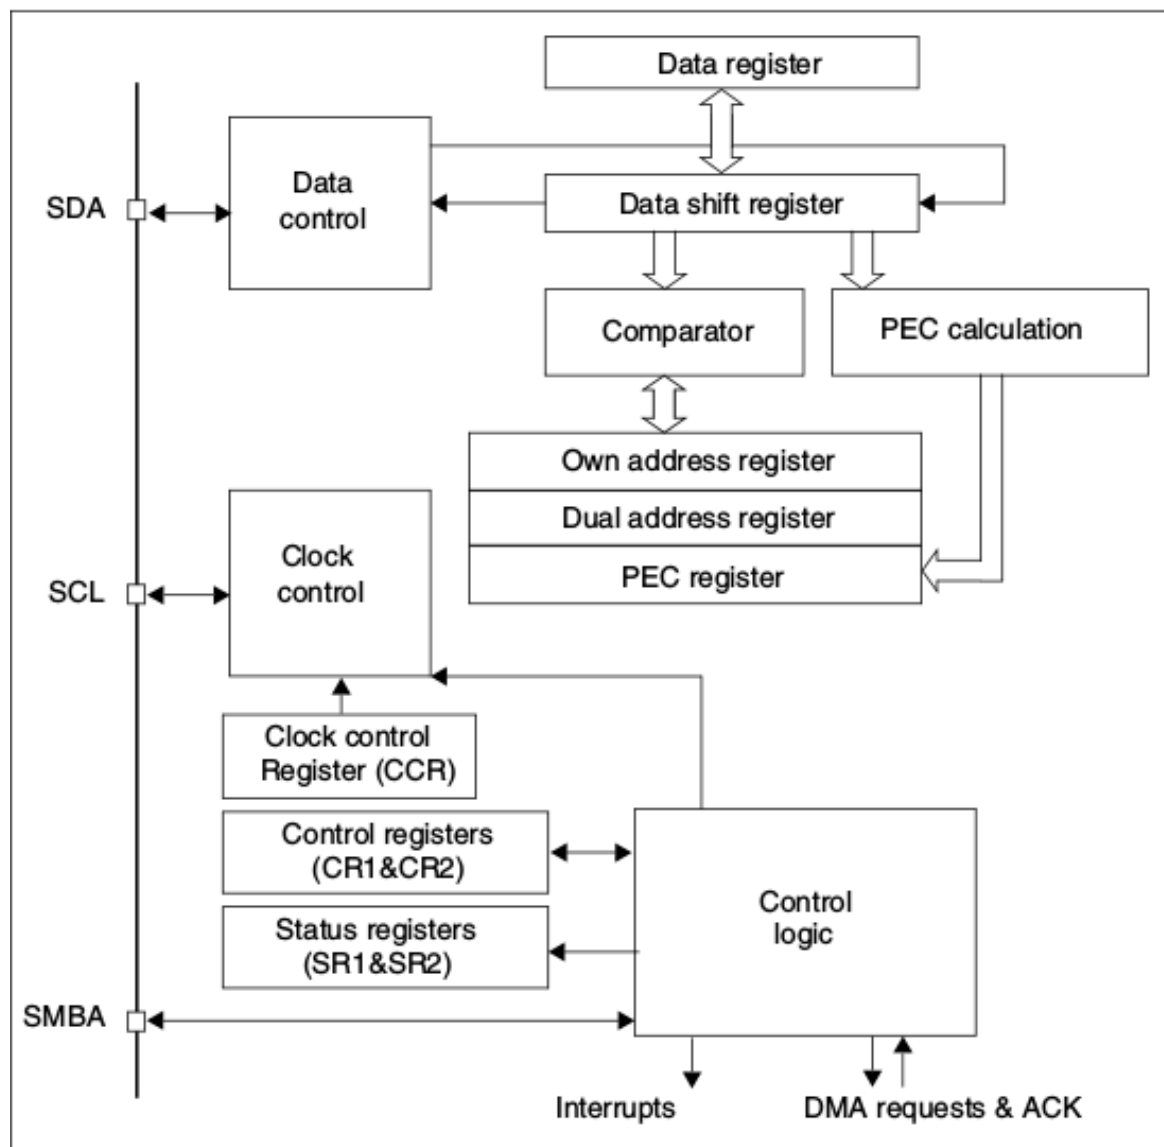 Data register
Data
control
SDA
Data shift register
Comparator
PEC calculation
Own address register
Dual address register
PEC register
Clock
control
SCL
Clock control
Register (CCR)
Control registers
(CR1&CR2)
Status registers
(SR1&SR2)
Control
logic
SMBA
Interrupts
DMA requests & ACK